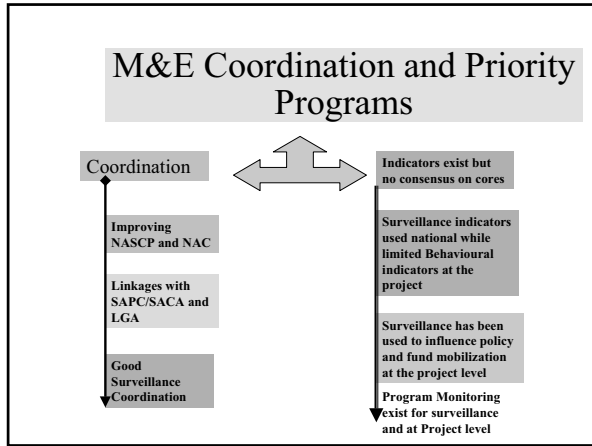 M&E Coordination and Priority
Programs
Coordination
Improving
NASCP and NAC
Linkages with
SAPC/SACA and
LGA
Good
Surveillance
Coordination
Indicators exist but
no consensus on cores
Surveillance indicators
used national while
limited Behavioural
indicators at the
project
Surveillance has been
used to influence policy
and fund mobilization
at the project level
Program Monitoring
exist for surveillance
and at Project level